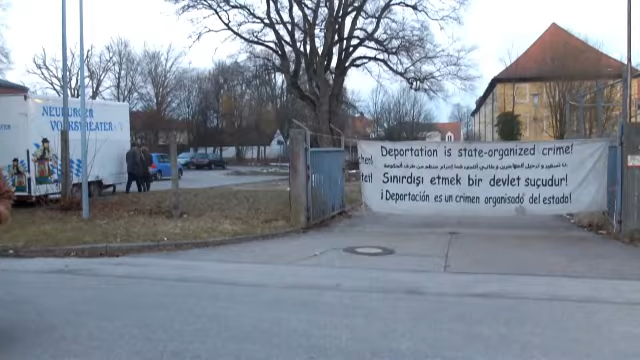 NEUBURGER
VOLKSTHEATER
Deportation is state-organized crime!
Sınırdışı etmek bir devlet suçudur!
¡ Deportación es un crimen organisado del estado!